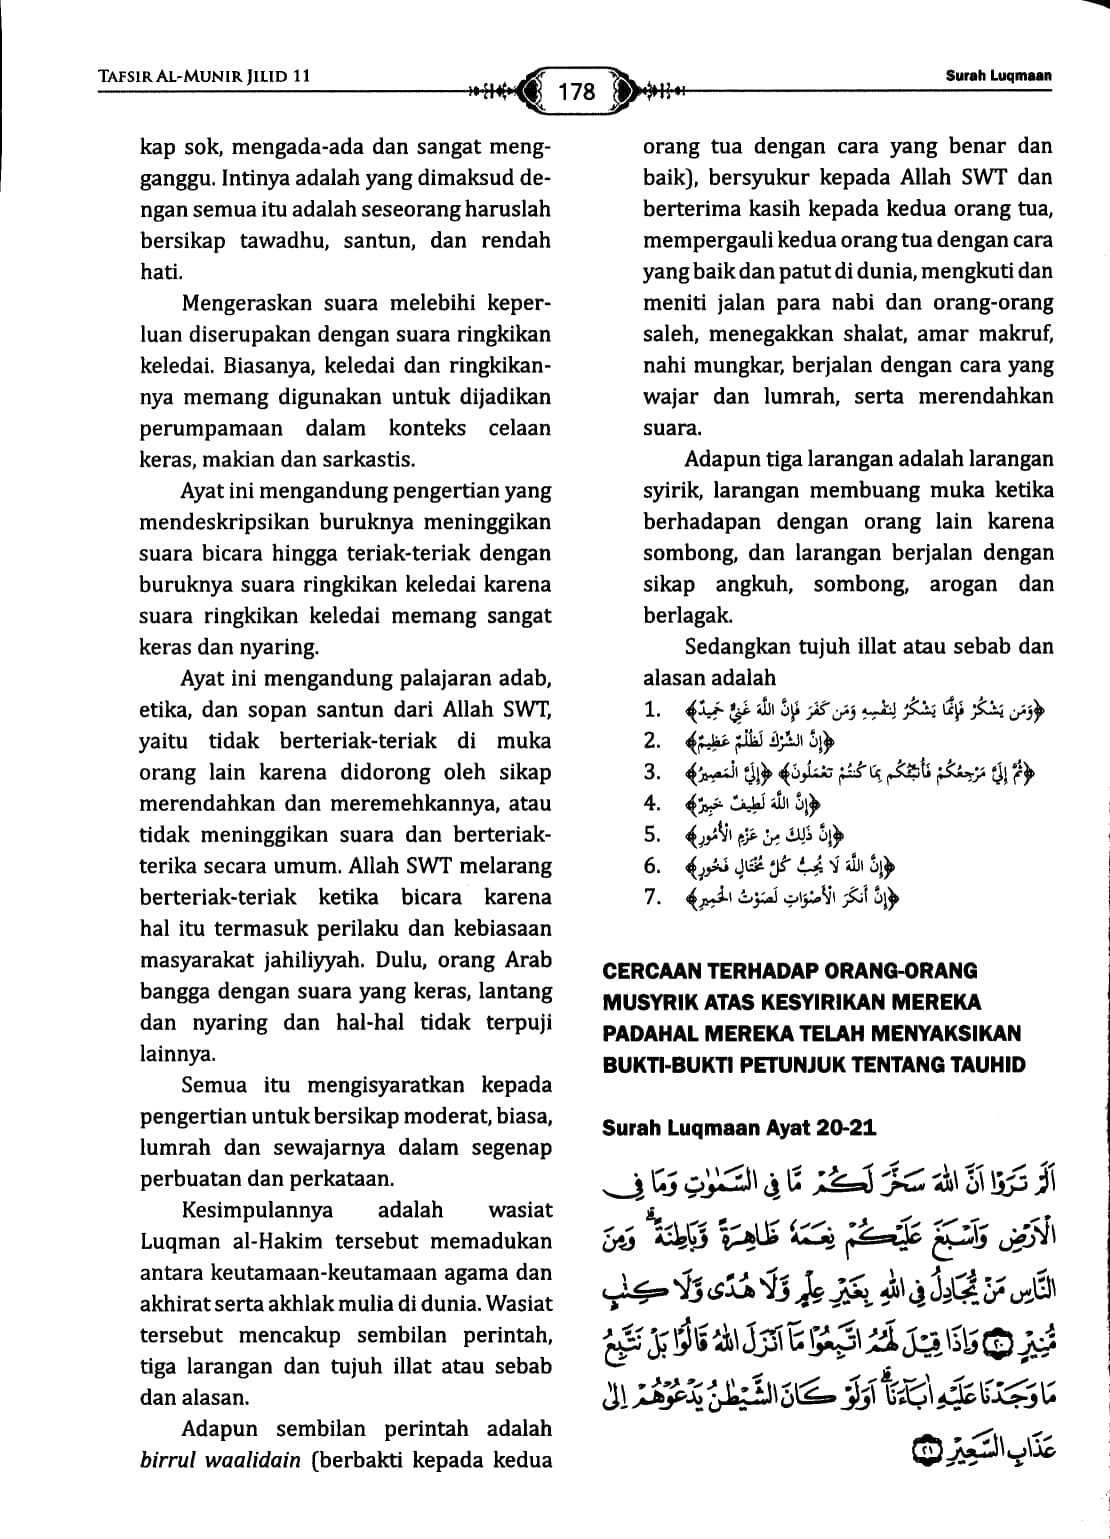 TAFSIR AL-MUNIR JILID 11
178
Surah Luqmaan
kap sok, mengada-ada dan sangat meng-
ganggu. Intinya adalah yang dimaksud de-
ngan semua itu adalah seseorang haruslah
bersikap tawadhu, santun, dan rendah
hati.
Mengeraskan suara melebihi keper-
luan diserupakan dengan suara ringkikan
keledai. Biasanya, keledai dan ringkikan-
nya memang digunakan untuk dijadikan
perumpamaan dalam konteks celaan
keras, makian dan sarkastis.
Ayat ini mengandung pengertian yang
mendeskripsikan buruknya meninggikan
suara bicara hingga teriak-teriak dengan
buruknya suara ringkikan keledai karena
suara ringkikan keledai memang sangat
keras dan nyaring.
Ayat ini mengandung palajaran adab,
etika, dan sopan santun dari Allah SWT,
yaitu tidak berteriak-teriak di muka
orang lain karena didorong oleh sikap
merendahkan dan meremehkannya, atau
tidak meninggikan suara dan berteriak-
terika secara umum. Allah SWT melarang
berteriak-teriak ketika bicara karena
hal itu termasuk perilaku dan kebiasaan
masyarakat jahiliyyah. Dulu, orang Arab
bangga dengan suara yang keras, lantang
dan nyaring dan hal-hal tidak terpuji
lainnya.
Semua itu mengisyaratkan kepada
pengertian untuk bersikap moderat, biasa,
lumrah dan sewajarnya dalam segenap
perbuatan dan perkataan.
Kesimpulannya adalah wasiat
Luqman al-Hakim tersebut memadukan
antara keutamaan-keutamaan agama dan
akhirat serta akhlak mulia di dunia. Wasiat
tersebut mencakup sembilan perintah,
tiga larangan dan tujuh illat atau sebab
dan alasan.
Adapun sembilan perintah adalah
birrul waalidain (berbakti kepada kedua
orang tua dengan cara yang benar dan
baik), bersyukur kepada Allah SWT dan
berterima kasih kepada kedua orang tua,
mempergauli kedua orang tua dengan cara
yang baik dan patut di dunia, mengkuti dan
meniti jalan para nabi dan orang-orang
saleh, menegakkan shalat, amar makruf,
nahi mungkar, berjalan dengan cara yang
wajar dan lumrah, serta merendahkan
suara.
Adapun tiga larangan adalah larangan
syirik, larangan membuang muka ketika
berhadapan dengan orang lain karena
sombong, dan larangan berjalan dengan
sikap angkuh, sombong, arogan dan
berlagak.
Sedangkan tujuh illat atau sebab dan
alasan adalah
1. ﴿وَمَن يَشْكُرْ فَإِنَّمَا يَشْكُرُ لِنَفْسِهِ وَمَن كَفَرَ فَإِنَّ اللَّهَ غَنِيٌّ حَمِيدٌ﴾
2. ﴿إِنَّ الشِّرْكَ لَظُلْمٌ عَظِيمٌ﴾
3. ﴿ثُمَّ إِلَيَّ مَرْجِعُكُمْ فَأُنَبِّئُكُم بِمَا كُنتُمْ تَعْمَلُونَ﴾ ﴿إِلَيَّ الْمَصِيرُ﴾
4. ﴿إِنَّ اللَّهَ لَطِيفٌ خَبِيرٌ﴾
5. ﴿إِنَّ ذَلِكَ مِنْ عَزْمِ الْأُمُورِ﴾
6. ﴿إِنَّ اللَّهَ لَا يُحِبُّ كُلَّ مُخْتَالٍ فَخُورٍ﴾
7. ﴿إِنَّ أَنكَرَ الْأَصْوَاتِ لَصَوْتُ الْحَمِيرِ﴾
CERCAAN TERHADAP ORANG-ORANG
MUSYRIK ATAS KESYIRIKAN MEREKA
PADAHAL MEREKA TELAH MENYAKSIKAN
BUKTI-BUKTI PETUNJUK TENTANG TAUHID
Surah Luqmaan Ayat 20-21
اَلَمْ تَرَوْا اَنَّ اللّٰهَ سَخَّرَ لَكُمْ مَّا فِى السَّمٰوٰتِ وَمَا فِى
الْاَرْضِ وَاَسْبَغَ عَلَيْكُمْ نِعَمَهٗ ظَاهِرَةً وَّبَاطِنَةً ۗ وَمِنَ
النَّاسِ مَنْ يُّجَادِلُ فِى اللّٰهِ بِغَيْرِ عِلْمٍ وَّلَا هُدًى وَّلَا كِتٰبٍ
مُّنِيْرٍ ٢٠ وَاِذَا قِيْلَ لَهُمُ اتَّبِعُوْا مَآ اَنْزَلَ اللّٰهُ قَالُوْا بَلْ نَتَّبِعُ
مَا وَجَدْنَا عَلَيْهِ اٰبَاۤءَنَا ۗ اَوَلَوْ كَانَ الشَّيْطٰنُ يَدْعُوْهُمْ اِلٰى
عَذَابِ السَّعِيْرِ ٢١